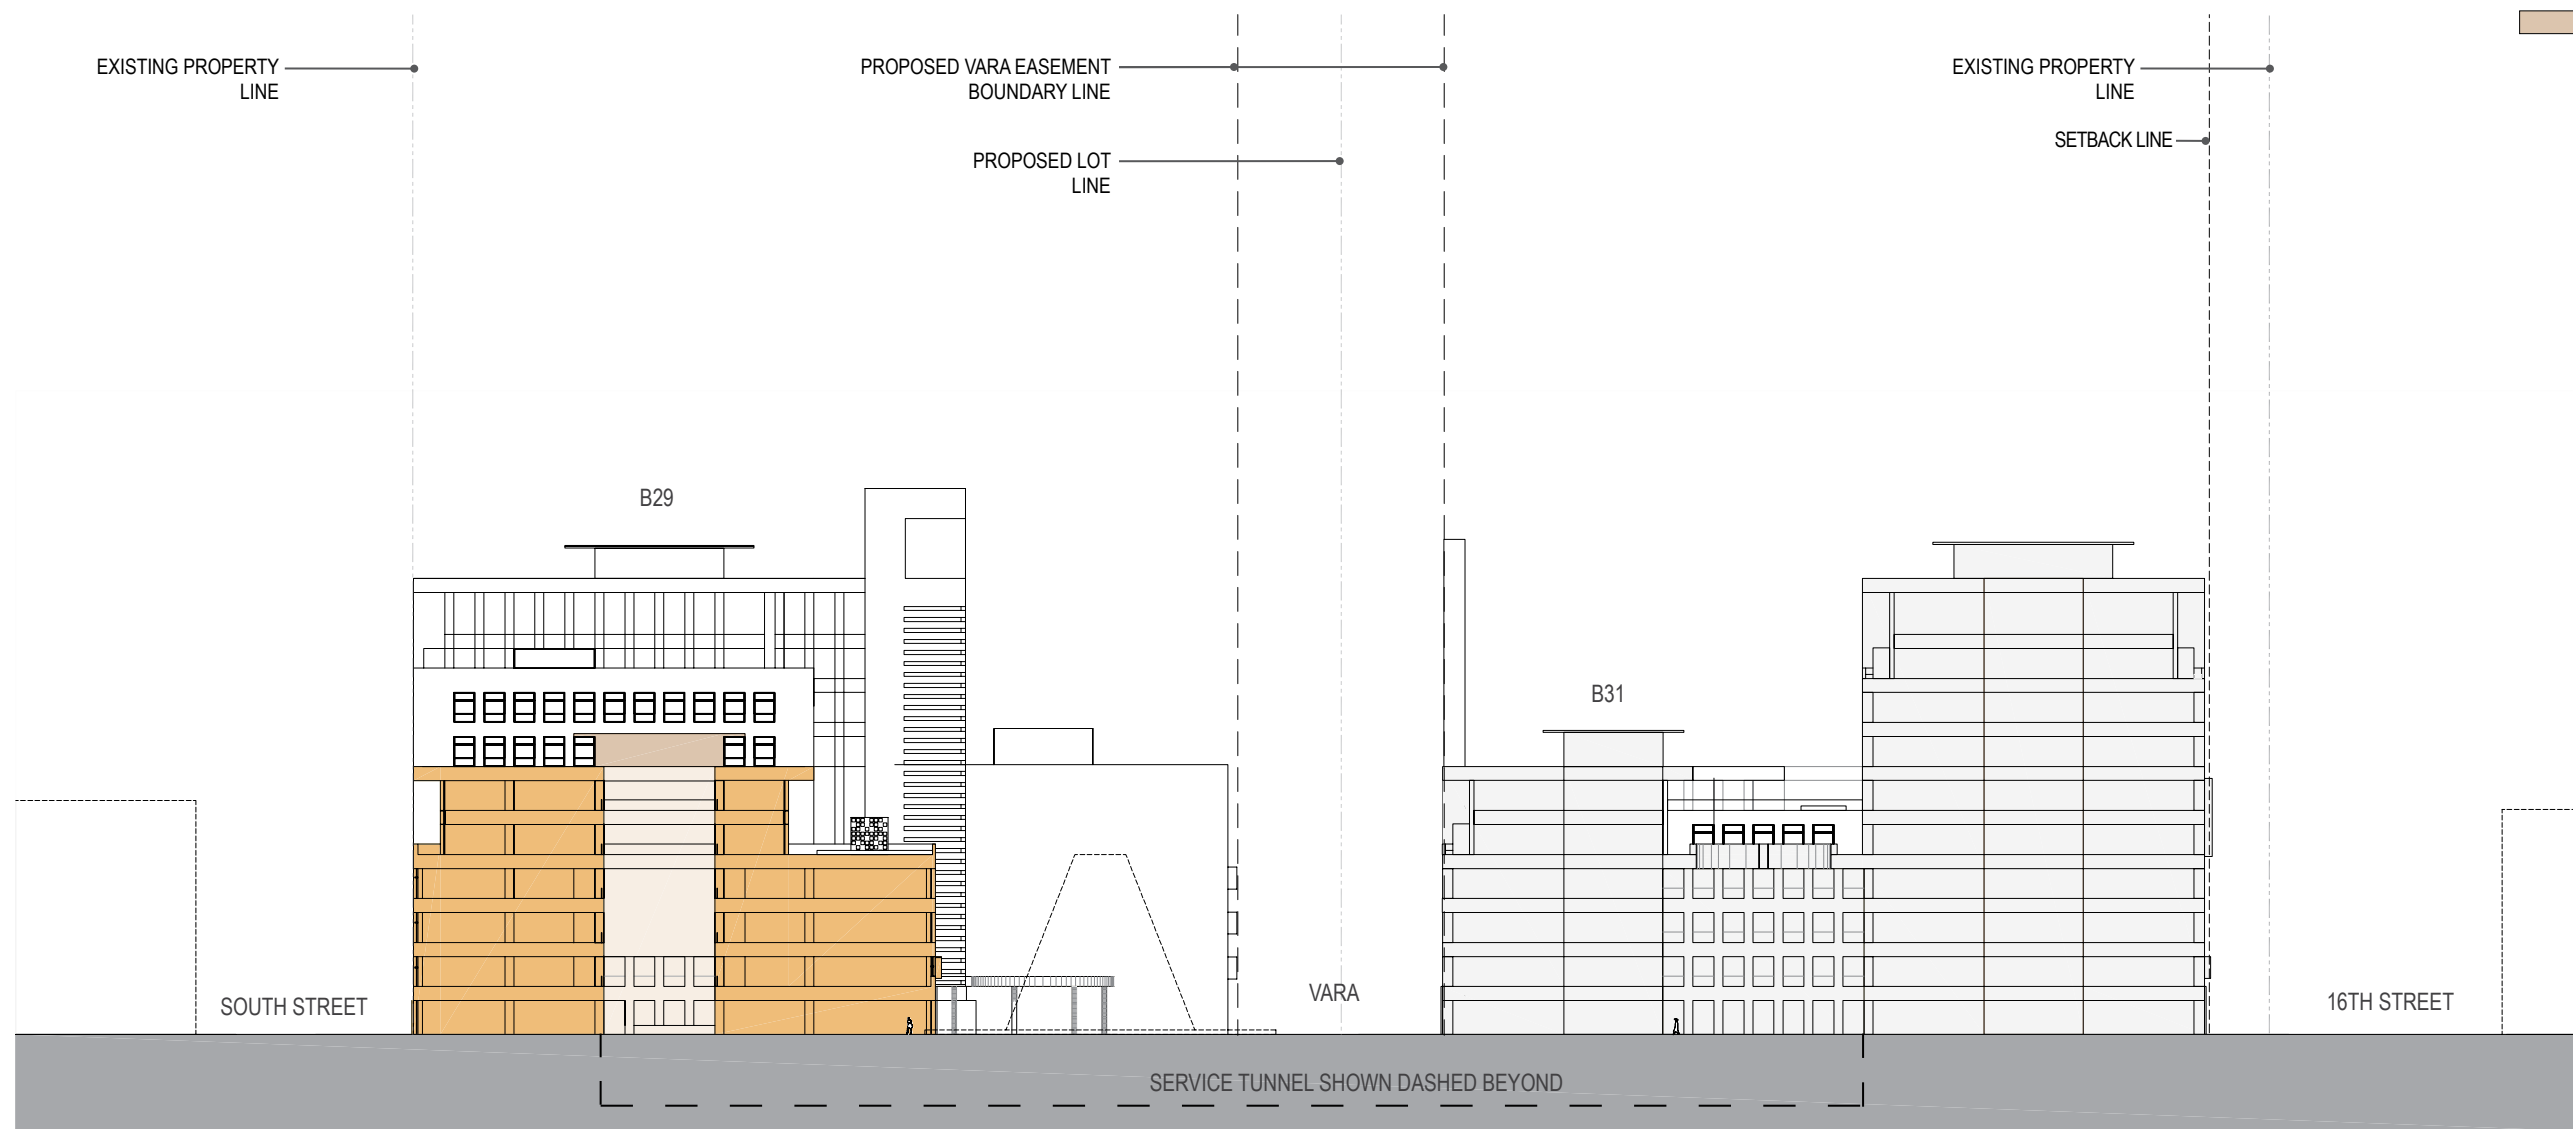 EXISTING PROPERTY
LINE
PROPOSED VARA EASEMENT
BOUNDARY LINE
EXISTING PROPERTY
LINE
SETBACK LINE
PROPOSED LOT
LINE
B29
B31
SOUTH STREET
VARA
16TH STREET
SERVICE TUNNEL SHOWN DASHED BEYOND